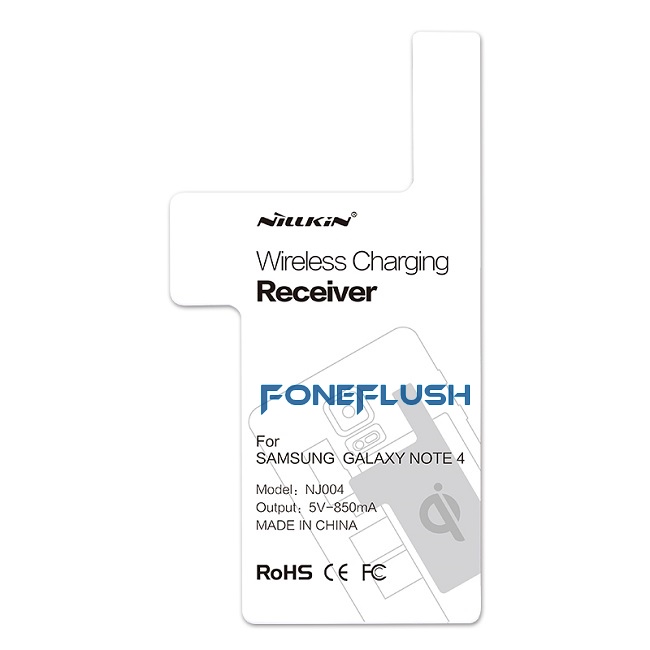 NILLKIN®
Wireless Charging
Receiver
FONEFLUSH
For
SAMSUNG GALAXY NOTE 4
Model: NJ004
Output: 5V-850mA
MADE IN CHINA
RoHS CE FC